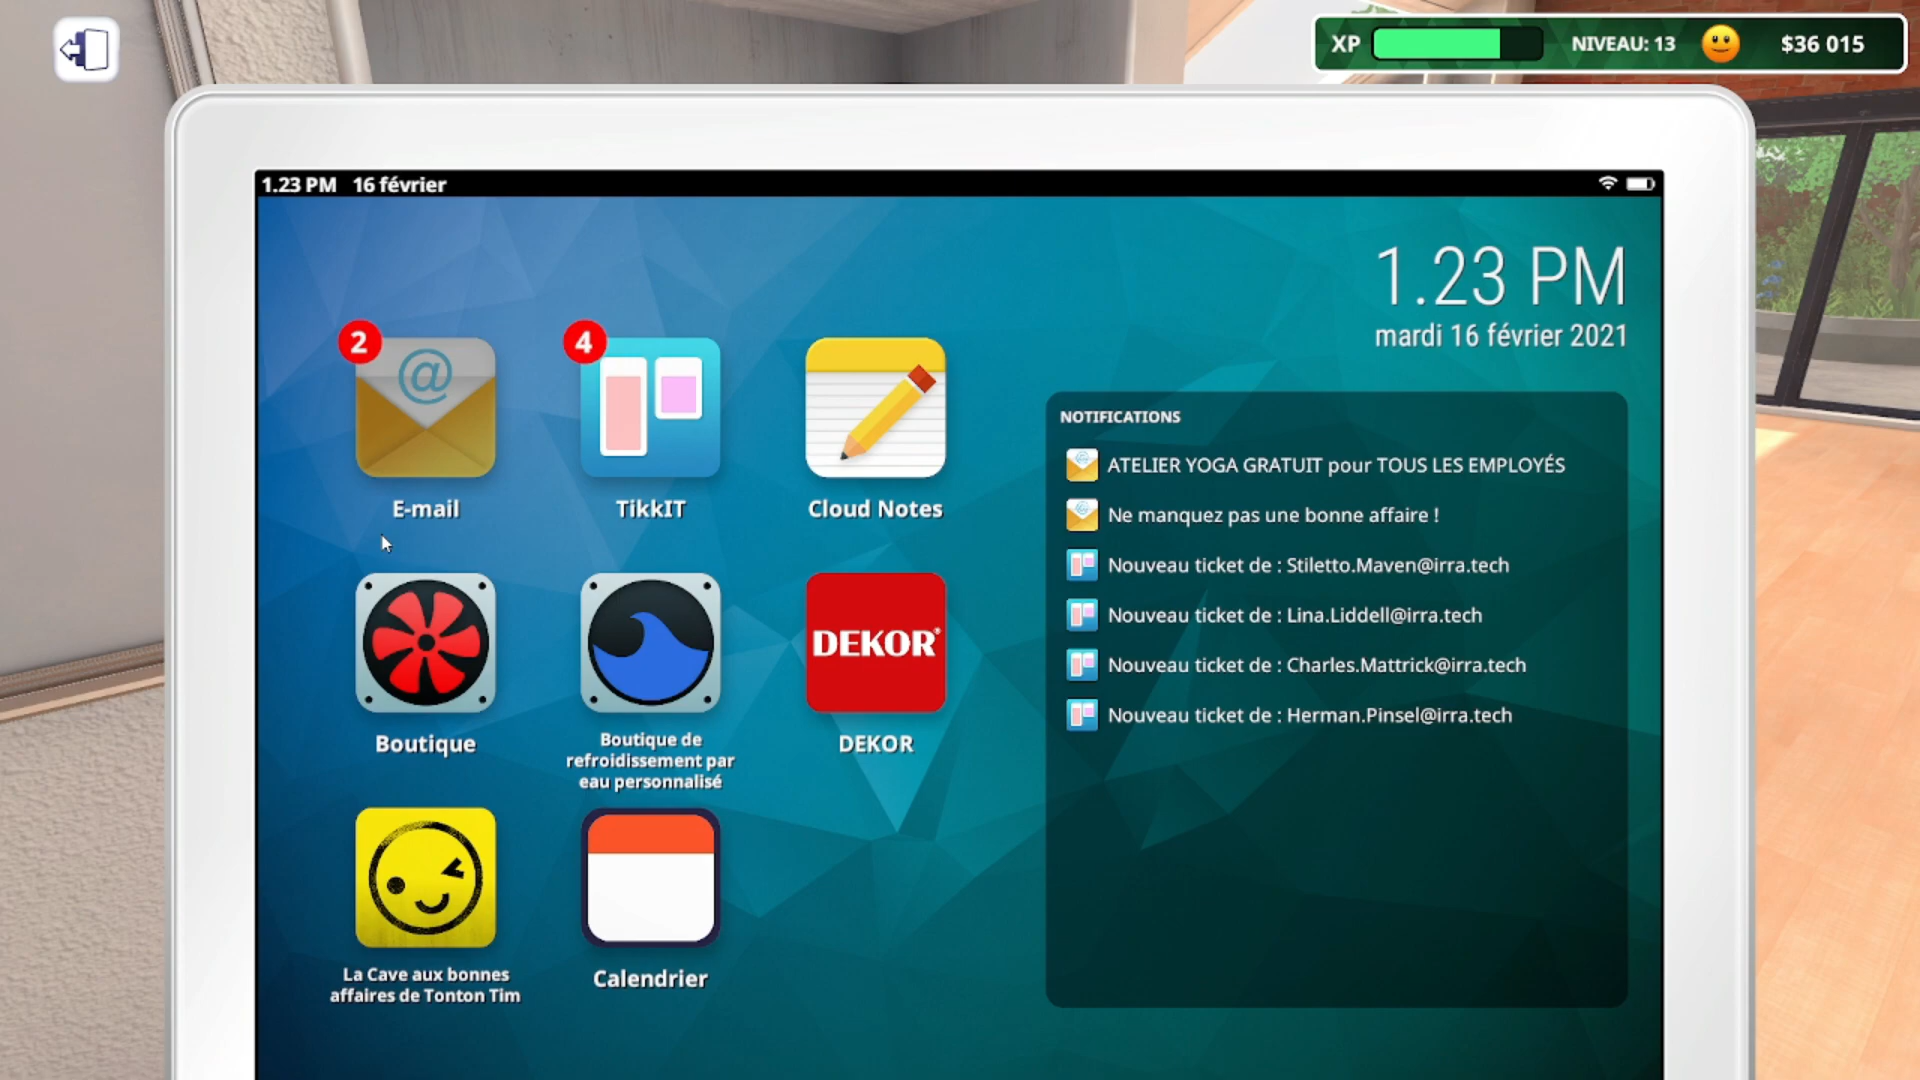 XP
NIVEAU: 13
$36 015
1.23 PM 16 février
1.23 PM
mardi 16 février 2021
2
4
@
E-mail
TikkIT
Cloud Notes
DEKOR®
Boutique
Boutique de
refroidissement par
eau personnalisé
DEKOR
La Cave aux bonnes
affaires de Tonton Tim
Calendrier
NOTIFICATIONS
ATELIER YOGA GRATUIT pour TOUS LES EMPLOYÉS
Ne manquez pas une bonne affaire !
Nouveau ticket de : Stiletto.Maven@irra.tech
Nouveau ticket de : Lina.Liddell@irra.tech
Nouveau ticket de : Charles.Mattrick@irra.tech
Nouveau ticket de : Herman.Pinsel@irra.tech